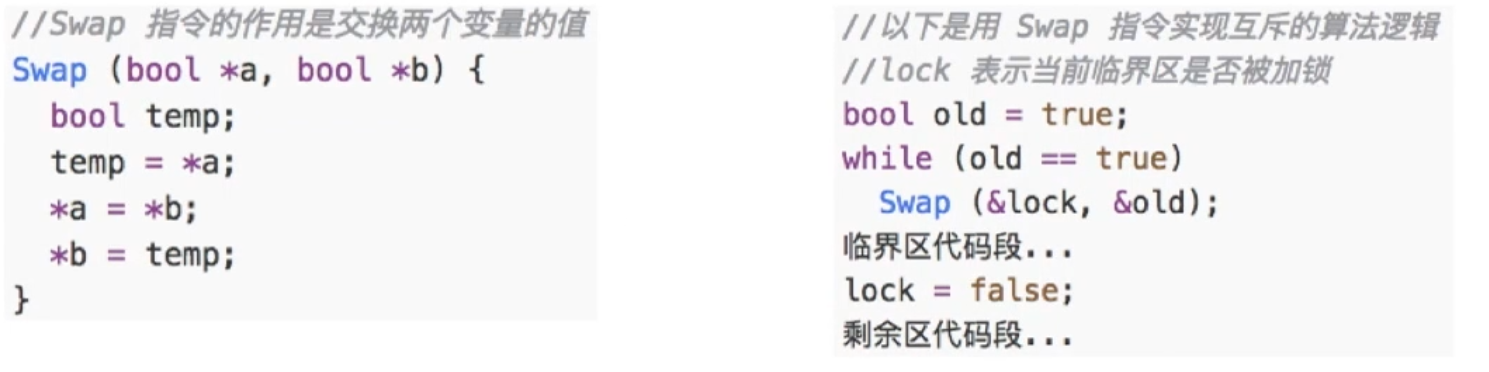 //Swap 指令的作用是交换两个变量的值
Swap (bool *a, bool *b) {
  bool temp;
  temp = *a;
  *a = *b;
  *b = temp;
}
//以下是用 Swap 指令实现互斥的算法逻辑
//lock 表示当前临界区是否被加锁
bool old = true;
while (old == true)
  Swap (&lock, &old);
临界区代码段...
lock = false;
剩余区代码段...